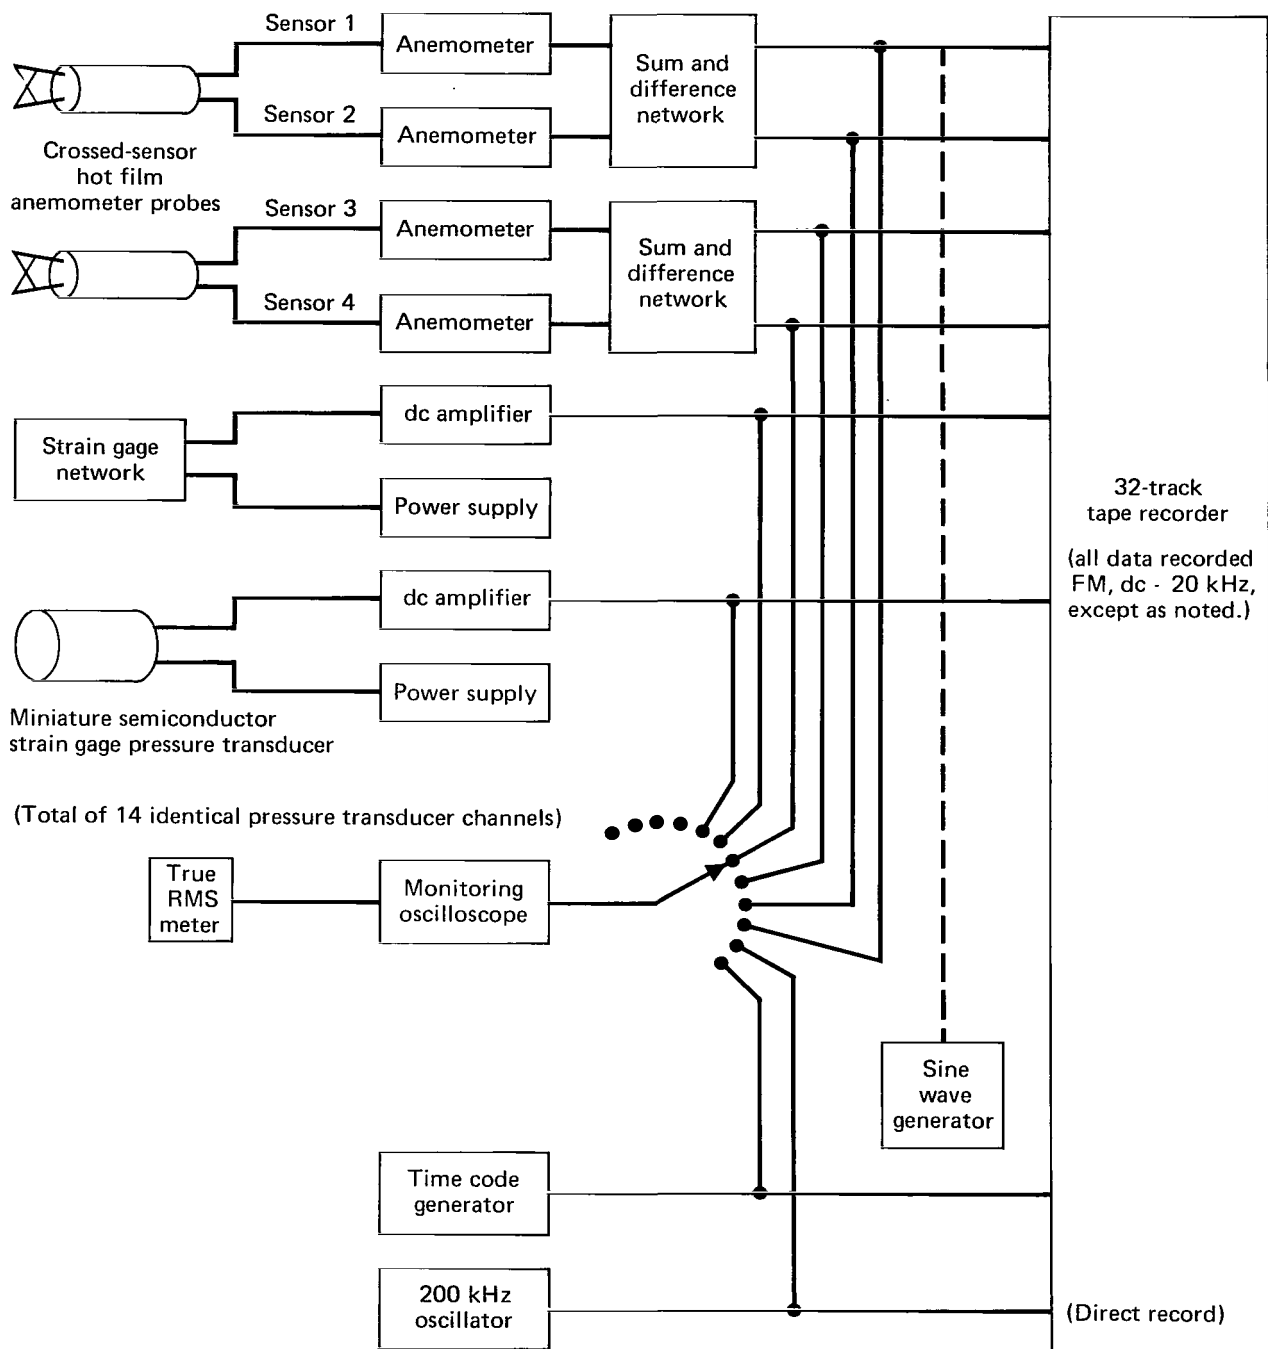 Sensor 1
Anemometer
Sum and
difference
network
Sensor 2
Anemometer
Crossed-sensor
hot film
anemometer probes
Sensor 3
Anemometer
Sum and
difference
network
Sensor 4
Anemometer
Strain gage
network
dc amplifier
Power supply
32-track
tape recorder
(all data recorded
FM, dc - 20 kHz,
except as noted.)
dc amplifier
Power supply
Miniature semiconductor
strain gage pressure transducer
(Total of 14 identical pressure transducer channels)
True
RMS
meter
Monitoring
oscilloscope
Sine
wave
generator
Time code
generator
200 kHz
oscillator
(Direct record)